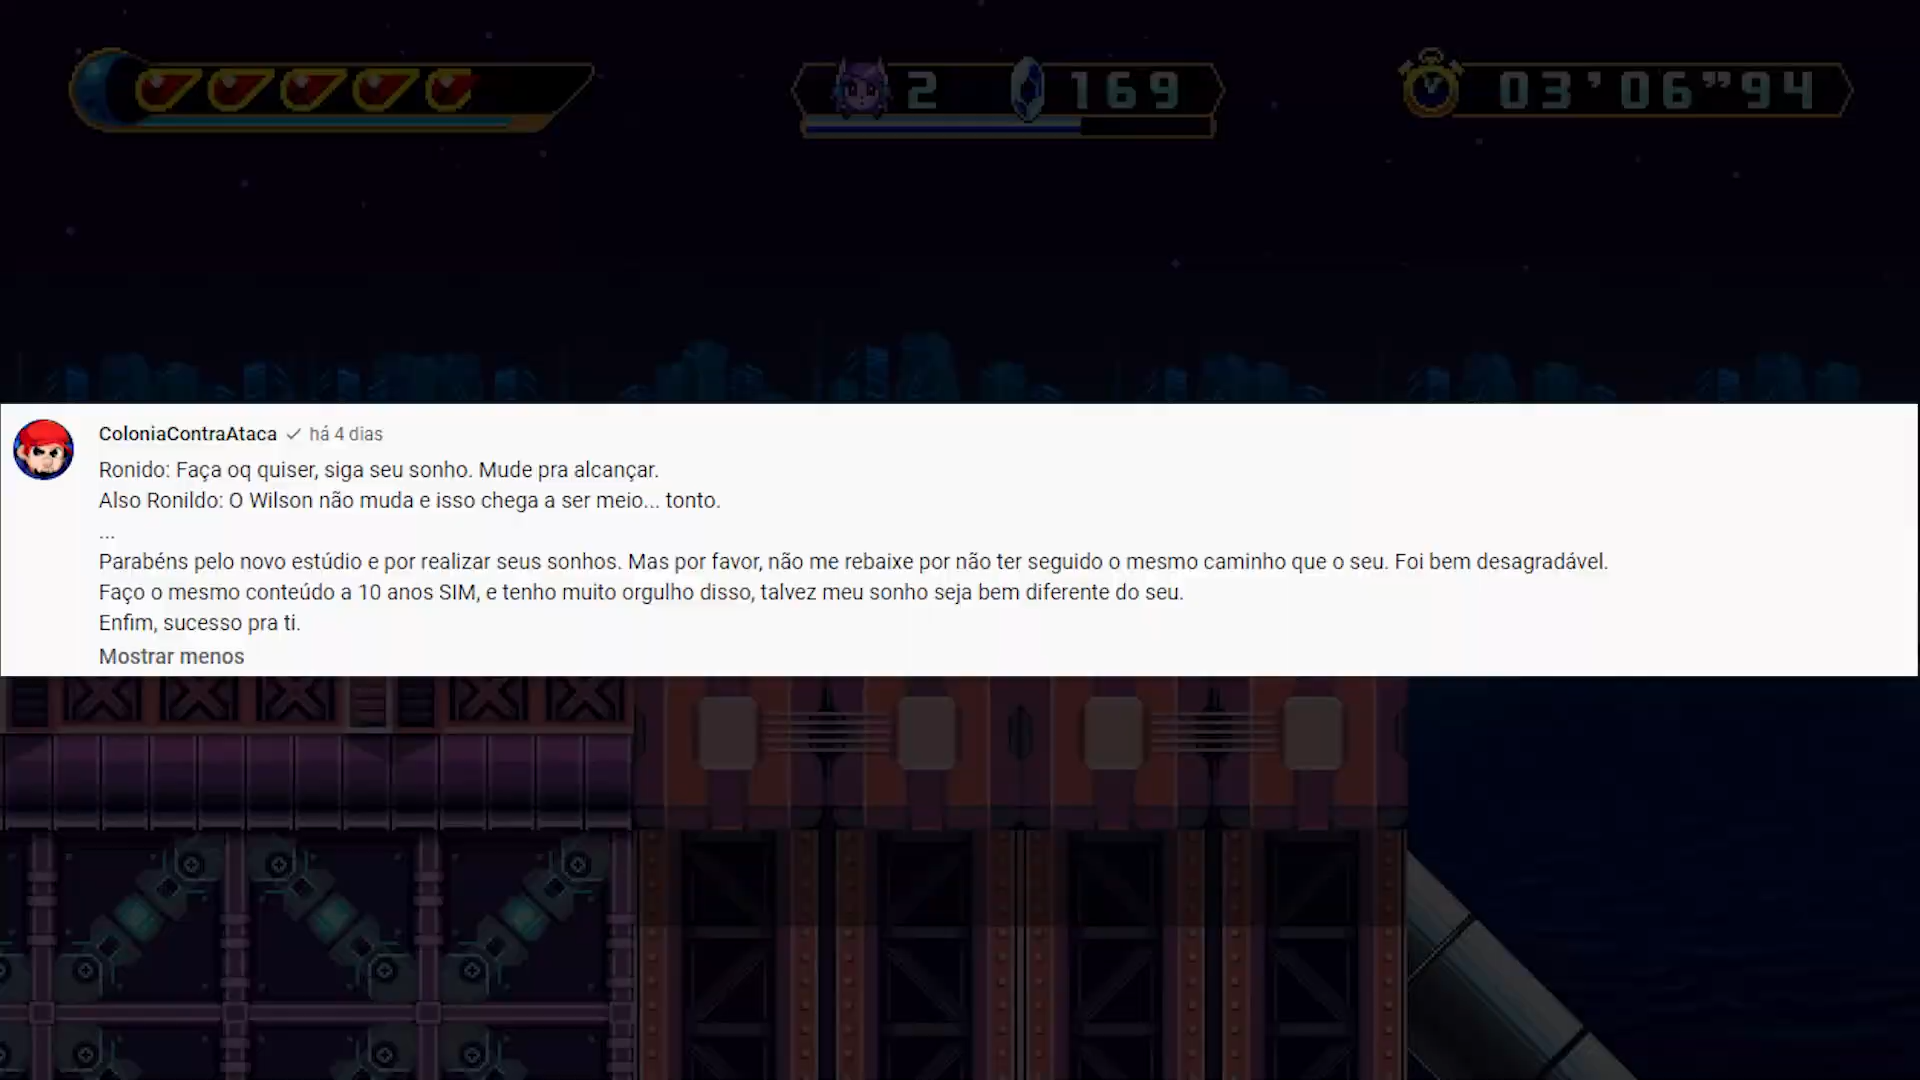 2
169
03’06”94
ColoniaContraAtaca ✓ há 4 dias
Ronido: Faça oq quiser, siga seu sonho. Mude pra alcançar.
Also Ronildo: O Wilson não muda e isso chega a ser meio... tonto.
...
Parabéns pelo novo estúdio e por realizar seus sonhos. Mas por favor, não me rebaixe por não ter seguido o mesmo caminho que o seu. Foi bem desagradável.
Faço o mesmo conteúdo a 10 anos SIM, e tenho muito orgulho disso, talvez meu sonho seja bem diferente do seu.
Enfim, sucesso pra ti.
Mostrar menos